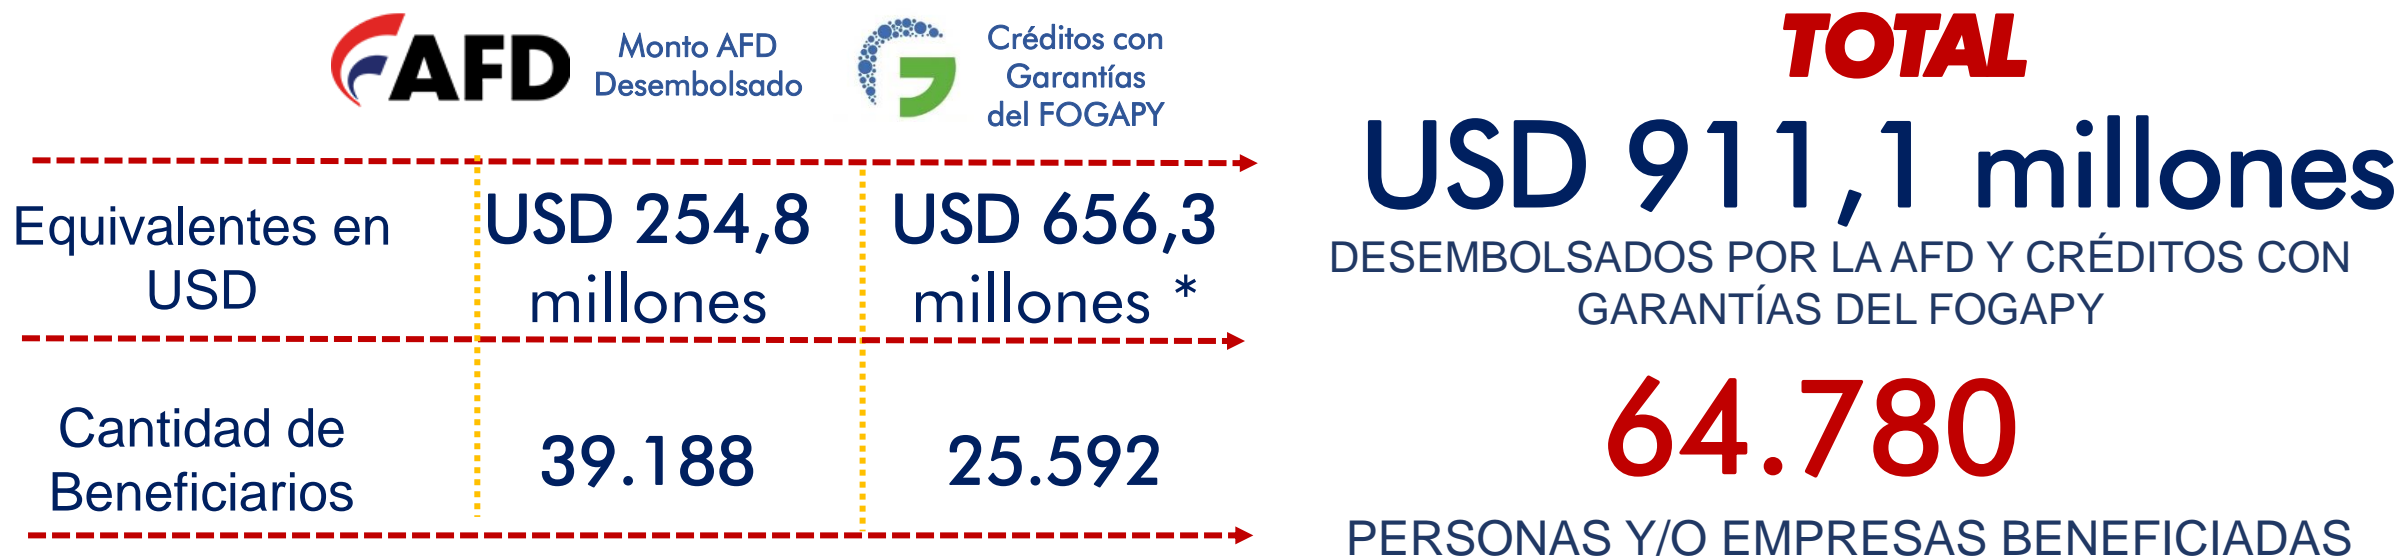 AFD
Monto AFD
Desembolsado
Créditos con
Garantías
del FOGAPY
Equivalentes en
USD
USD 254,8
millones
USD 656,3
millones *
Cantidad de
Beneficiarios
39.188
25.592
TOTAL
USD 911,1 millones
DESEMBOLSADOS POR LA AFD Y CRÉDITOS CON
GARANTÍAS DEL FOGAPY
64.780
PERSONAS Y/O EMPRESAS BENEFICIADAS